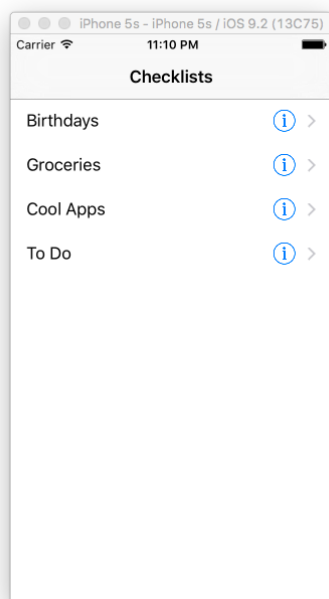 iPhone 5s - iPhone 5s / iOS 9.2 (13C75)
Carrier 11:10 PM
Checklists
Birthdays i
Groceries i
Cool Apps i
To Do i